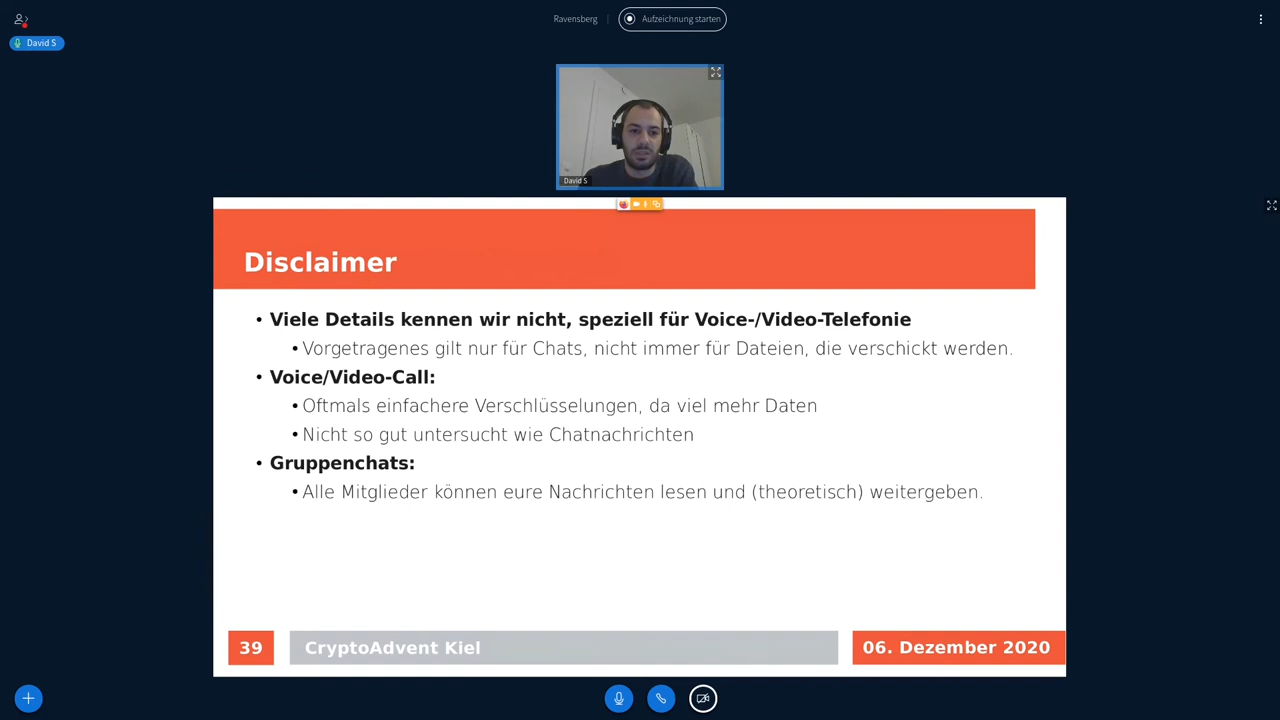 Ravensberg
Aufzeichnung starten
David S
David S
Disclaimer
• Viele Details kennen wir nicht, speziell für Voice-/Video-Telefonie
• Vorgetragenes gilt nur für Chats, nicht immer für Dateien, die verschickt werden.
• Voice/Video-Call:
• Oftmals einfachere Verschlüsselungen, da viel mehr Daten
• Nicht so gut untersucht wie Chatnachrichten
• Gruppenchats:
• Alle Mitglieder können eure Nachrichten lesen und (theoretisch) weitergeben.
39
CryptoAdvent Kiel
06. Dezember 2020